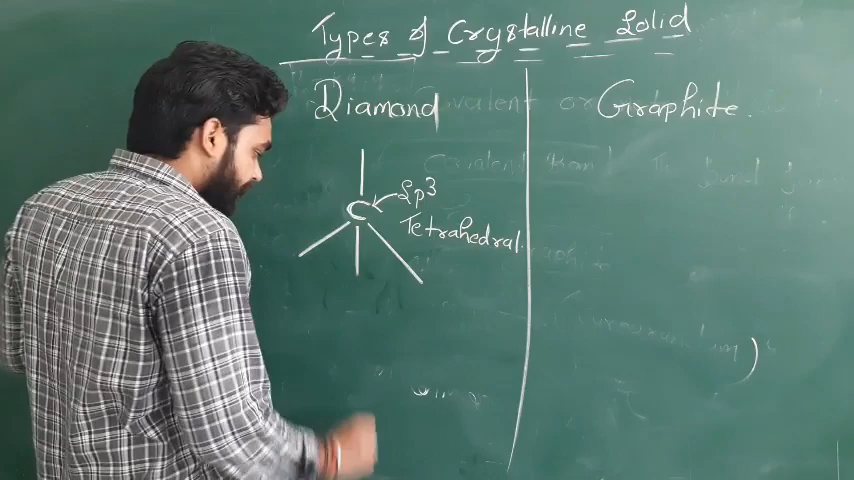 Types of Crystalline Solid
Diamond
Graphite.
Sp3
C
Tetrahedral.